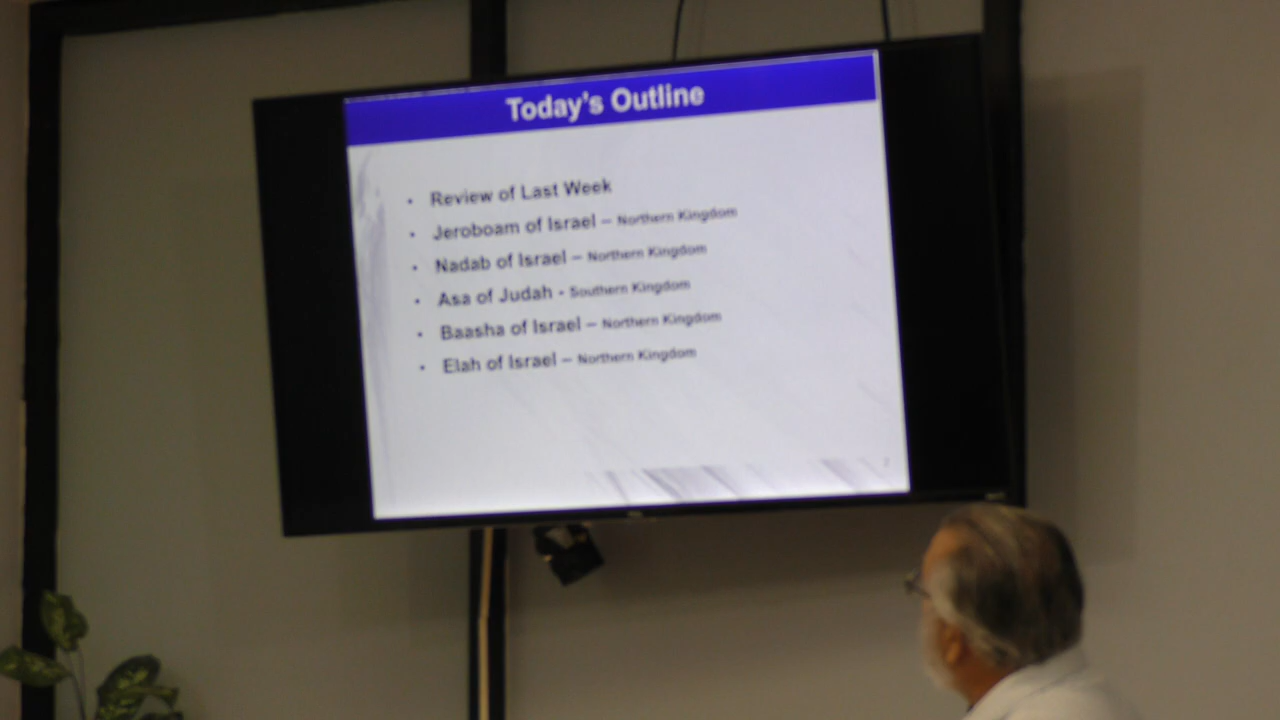 Today's Outline
• Review of Last Week
• Jeroboam of Israel – Northern Kingdom
• Nadab of Israel – Northern Kingdom
• Asa of Judah - Southern Kingdom
• Baasha of Israel – Northern Kingdom
• Elah of Israel – Northern Kingdom